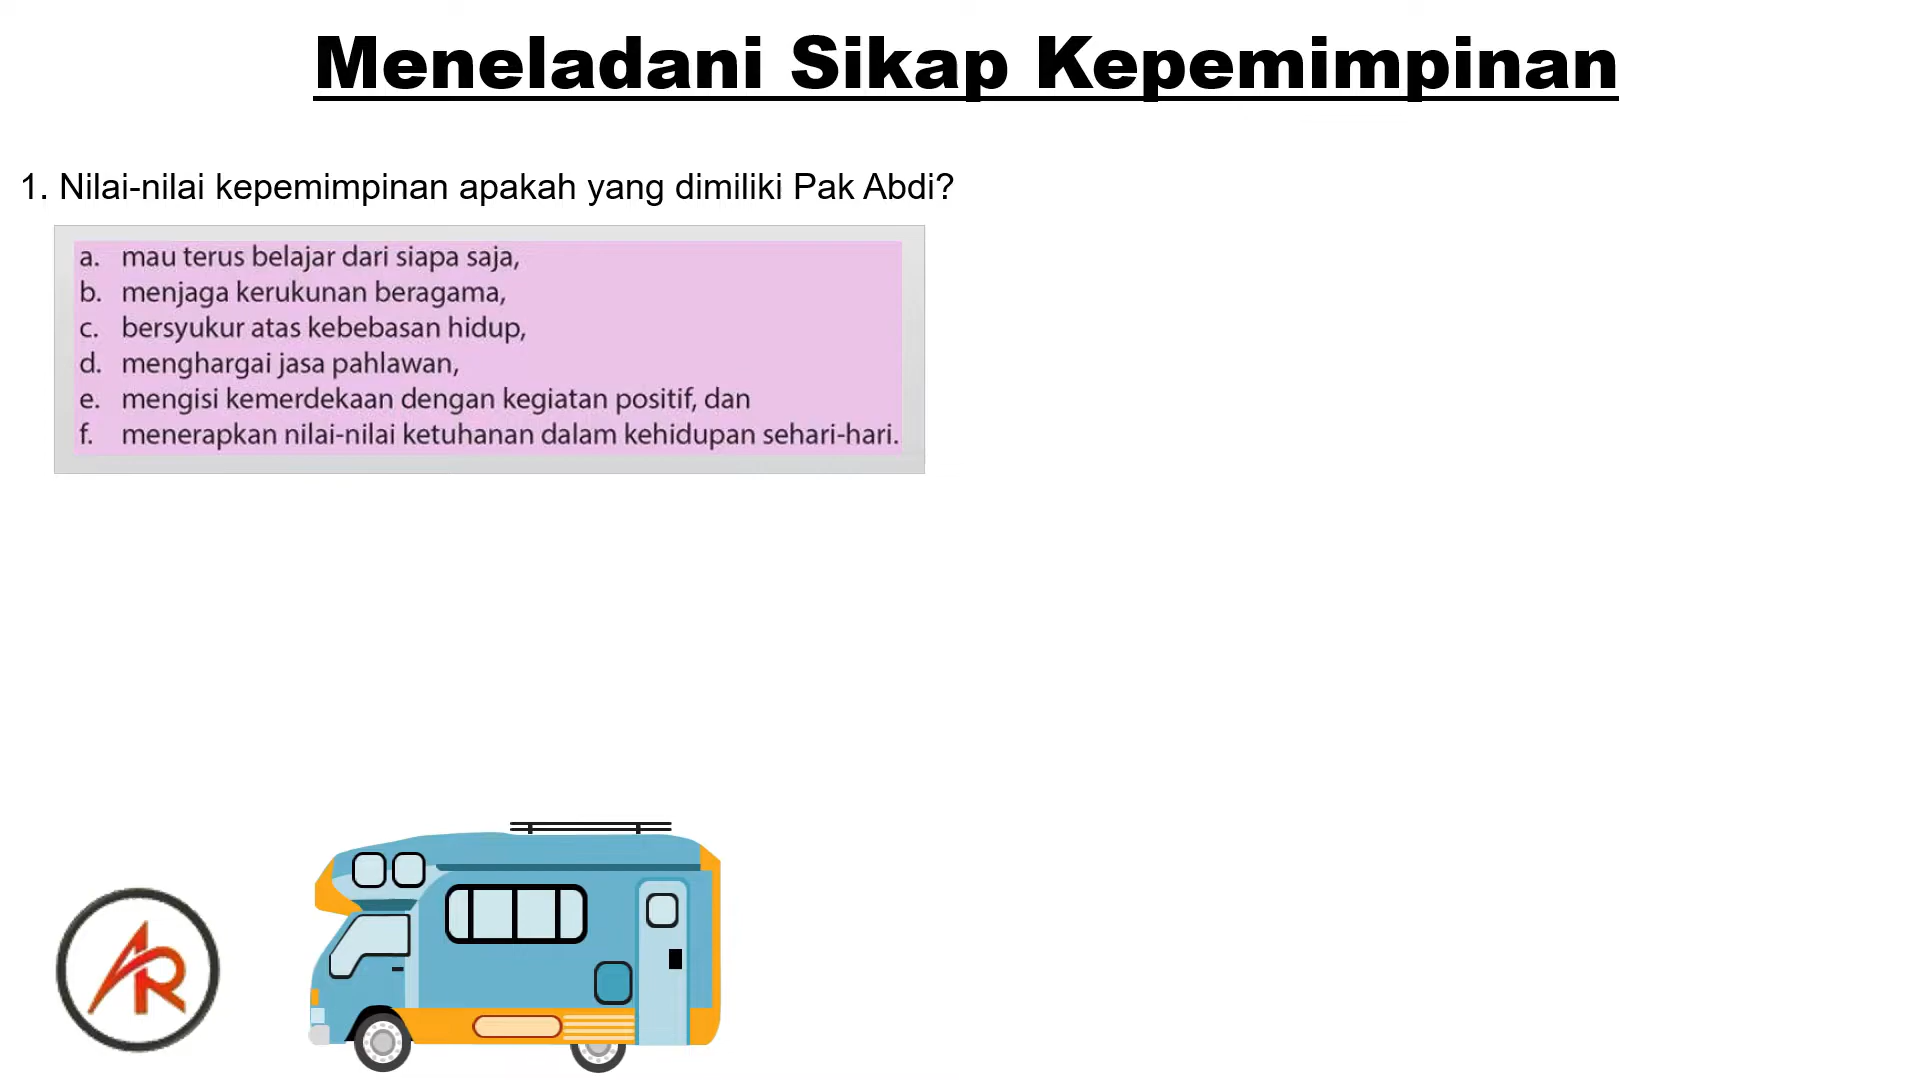 Meneladani Sikap Kepemimpinan
1. Nilai-nilai kepemimpinan apakah yang dimiliki Pak Abdi?
a. mau terus belajar dari siapa saja,
b. menjaga kerukunan beragama,
c. bersyukur atas kebebasan hidup,
d. menghargai jasa pahlawan,
e. mengisi kemerdekaan dengan kegiatan positif, dan
f. menerapkan nilai-nilai ketuhanan dalam kehidupan sehari-hari.
AR